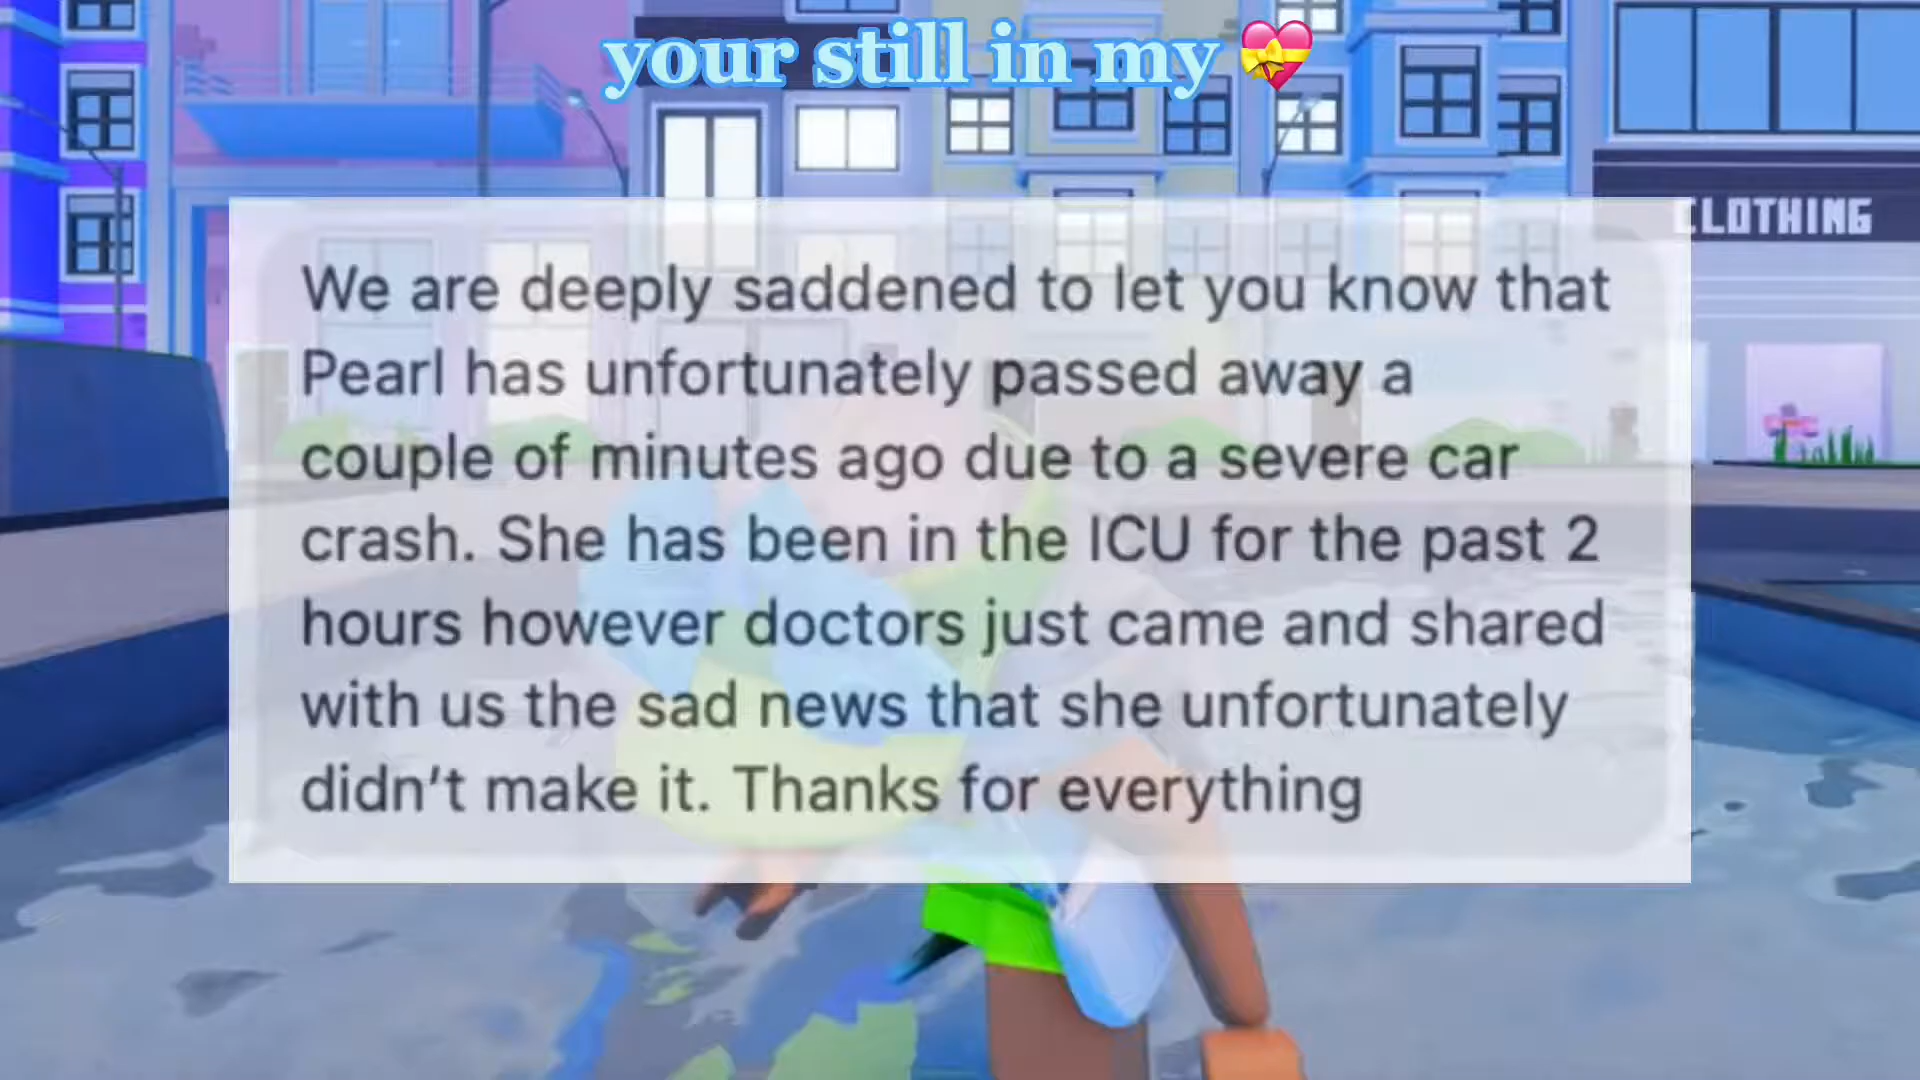 your still in my 💝
CLOTHING
We are deeply saddened to let you know that
Pearl has unfortunately passed away a
couple of minutes ago due to a severe car
crash. She has been in the ICU for the past 2
hours however doctors just came and shared
with us the sad news that she unfortunately
didn’t make it. Thanks for everything